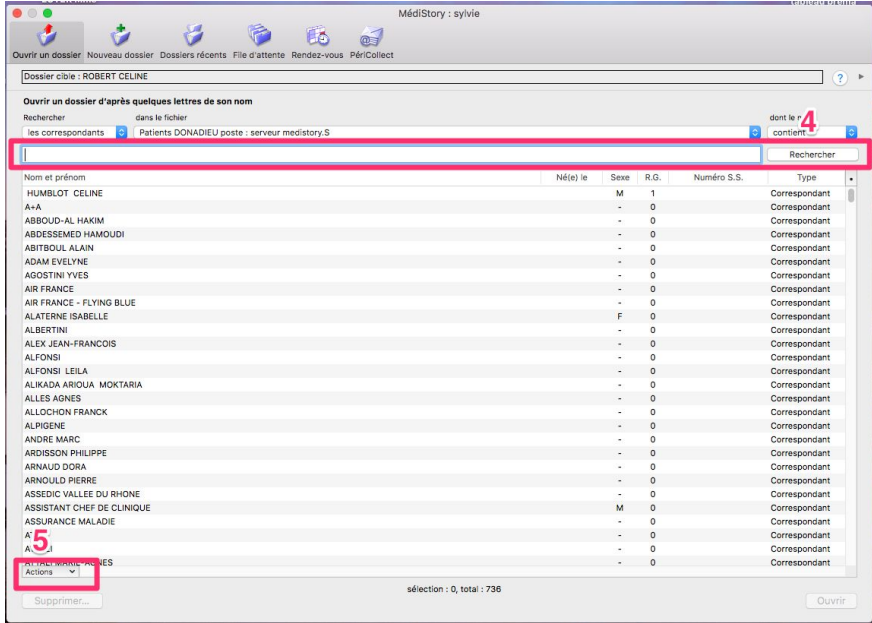 MédiStory : sylvie
Ouvrir un dossier Nouveau dossier Dossiers récents File d'attente Rendez-vous PériCollect
Dossier cible : ROBERT CELINE ?
Ouvrir un dossier d'après quelques lettres de son nom
Rechercher dans le fichier dont le
les correspondants Patients DONADIEU poste : serveur medistory.S contient
4
Rechercher
Nom et prénom Né(e) le Sexe R.G. Numéro S.S. Type
HUMBLOT CELINE M 1 Correspondant
A+A - 0 Correspondant
ABBOUD-AL HAKIM - 0 Correspondant
ABDESSEMED HAMOUDI - 0 Correspondant
ABITBOUL ALAIN - 0 Correspondant
ADAM EVELYNE - 0 Correspondant
AGOSTINI YVES - 0 Correspondant
AIR FRANCE - 0 Correspondant
AIR FRANCE - FLYING BLUE - 0 Correspondant
ALATERNE ISABELLE F 0 Correspondant
ALBERTINI - 0 Correspondant
ALEX JEAN-FRANCOIS - 0 Correspondant
ALFONSI - 0 Correspondant
ALFONSI LEILA - 0 Correspondant
ALIKADA ARIOUA MOKTARIA - 0 Correspondant
ALLES AGNES - 0 Correspondant
ALLOCHON FRANCK - 0 Correspondant
ALPIGENE - 0 Correspondant
ANDRE MARC - 0 Correspondant
ARDISSON PHILIPPE - 0 Correspondant
ARNAUD DORA - 0 Correspondant
ARNOULD PIERRE - 0 Correspondant
ASSEDIC VALLEE DU RHONE - 0 Correspondant
ASSISTANT CHEF DE CLINIQUE M 0 Correspondant
ASSURANCE MALADIE - 0 Correspondant
- 0 Correspondant
- 0 Correspondant
- 0 Correspondant
5
Actions
sélection : 0, total : 736
Supprimer... Ouvrir